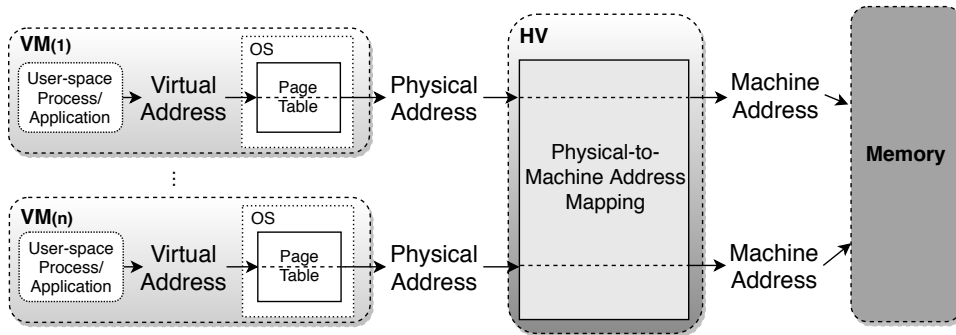 VM(1)
OS
User-space
Process/
Application
Virtual
Address
Page
Table
Physical
Address
HV
Physical-to-
Machine Address
Mapping
Machine
Address
Memory
⋮
VM(n)
OS
User-space
Process/
Application
Virtual
Address
Page
Table
Physical
Address
Machine
Address